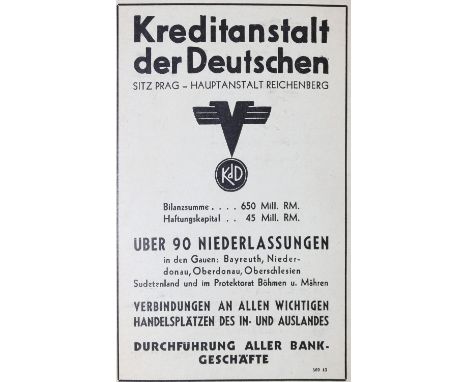 Kreditanstalt
der Deutschen
SITZ PRAG – HAUPTANSTALT REICHENBERG
KdD
Bilanzsumme . . . . 650 Mill. RM.
Haftungskapital . . 45 Mill. RM.
UBER 90 NIEDERLASSUNGEN
in den Gauen: Bayreuth, Nieder-
donau, Oberdonau, Oberschlesien
Sudetenland und im Protektorat Böhmen u. Mähren
VERBINDUNGEN AN ALLEN WICHTIGEN
HANDELSPLÄTZEN DES IN- UND AUSLANDES
DURCHFÜHRUNG ALLER BANK-
GESCHÄFTE